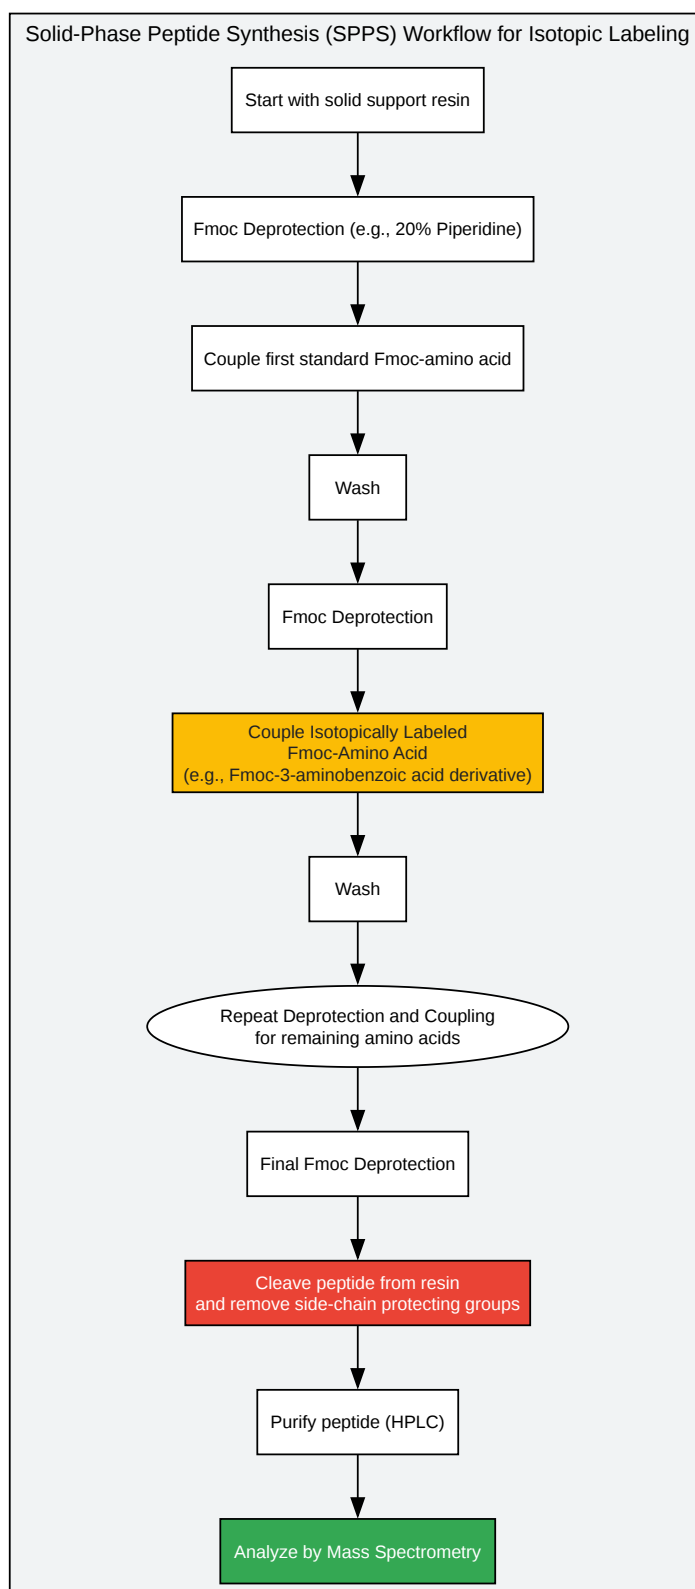 Solid-Phase Peptide Synthesis (SPPS) Workflow for Isotopic Labeling
Start with solid support resin
Fmoc Deprotection (e.g., 20% Piperidine)
Couple first standard Fmoc-amino acid
Wash
Fmoc Deprotection
Couple Isotopically Labeled
Fmoc-Amino Acid
(e.g., Fmoc-3-aminobenzoic acid derivative)
Wash
Repeat Deprotection and Coupling
for remaining amino acids
Final Fmoc Deprotection
Cleave peptide from resin
and remove side-chain protecting groups
Purify peptide (HPLC)
Analyze by Mass Spectrometry